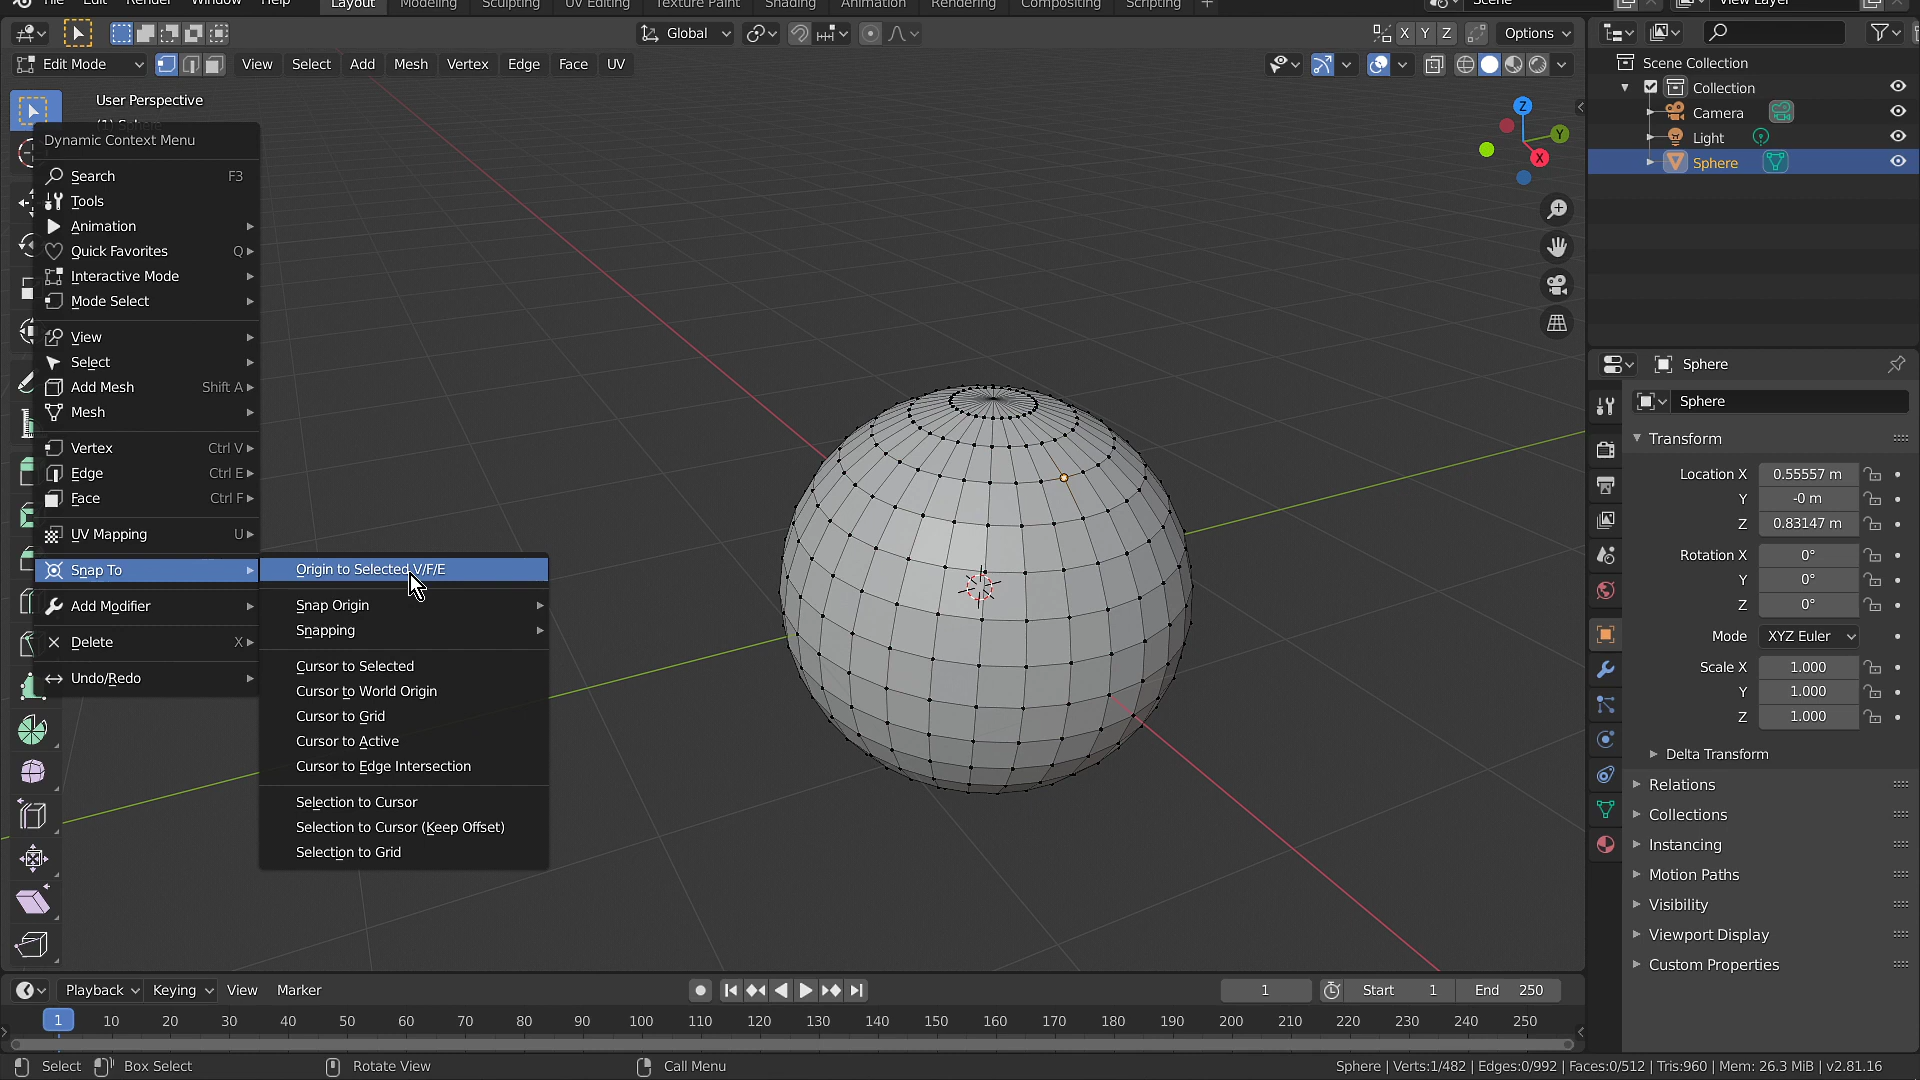 File Edit Render Window Help Layout Modeling Sculpting UV Editing Texture Paint Shading Animation Rendering Compositing Scripting + Scene View Layer
Global X Y Z Options
Edit Mode View Select Add Mesh Vertex Edge Face UV
User Perspective
(1) Sphere
Dynamic Context Menu
Search F3
Tools
Animation
Quick Favorites Q
Interactive Mode
Mode Select
View
Select
Add Mesh Shift A
Mesh
Vertex Ctrl V
Edge Ctrl E
Face Ctrl F
UV Mapping U
Snap To
Add Modifier
Delete X
Undo/Redo
Origin to Selected V/F/E
Snap Origin
Snapping
Cursor to Selected
Cursor to World Origin
Cursor to Grid
Cursor to Active
Cursor to Edge Intersection
Selection to Cursor
Selection to Cursor (Keep Offset)
Selection to Grid
Z
Y
X
Scene Collection
Collection
Camera
Light
Sphere
Sphere
Sphere
Transform
Location X 0.55557 m
Y -0 m
Z 0.83147 m
Rotation X 0°
Y 0°
Z 0°
Mode XYZ Euler
Scale X 1.000
Y 1.000
Z 1.000
Delta Transform
Relations
Collections
Instancing
Motion Paths
Visibility
Viewport Display
Custom Properties
Playback Keying View Marker 1 Start 1 End 250
1 10 20 30 40 50 60 70 80 90 100 110 120 130 140 150 160 170 180 190 200 210 220 230 240 250
Select Box Select Rotate View Call Menu Sphere | Verts:1/482 | Edges:0/992 | Faces:0/512 | Tris:960 | Mem: 26.3 MiB | v2.81.16